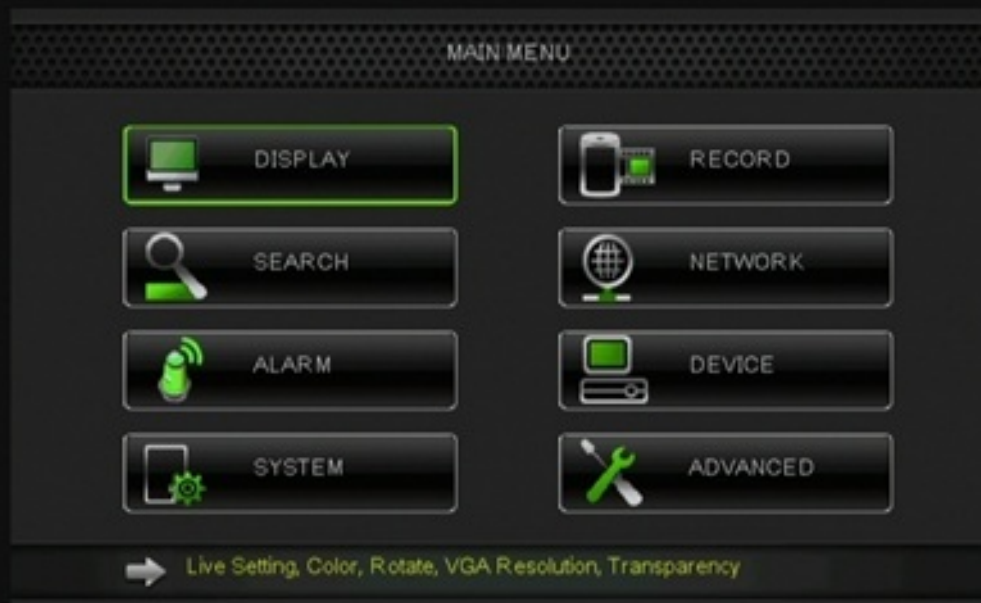 MAIN MENU
DISPLAY
RECORD
SEARCH
NETWORK
ALARM
DEVICE
SYSTEM
ADVANCED
Live Setting, Color, Rotate, VGA Resolution, Transparency